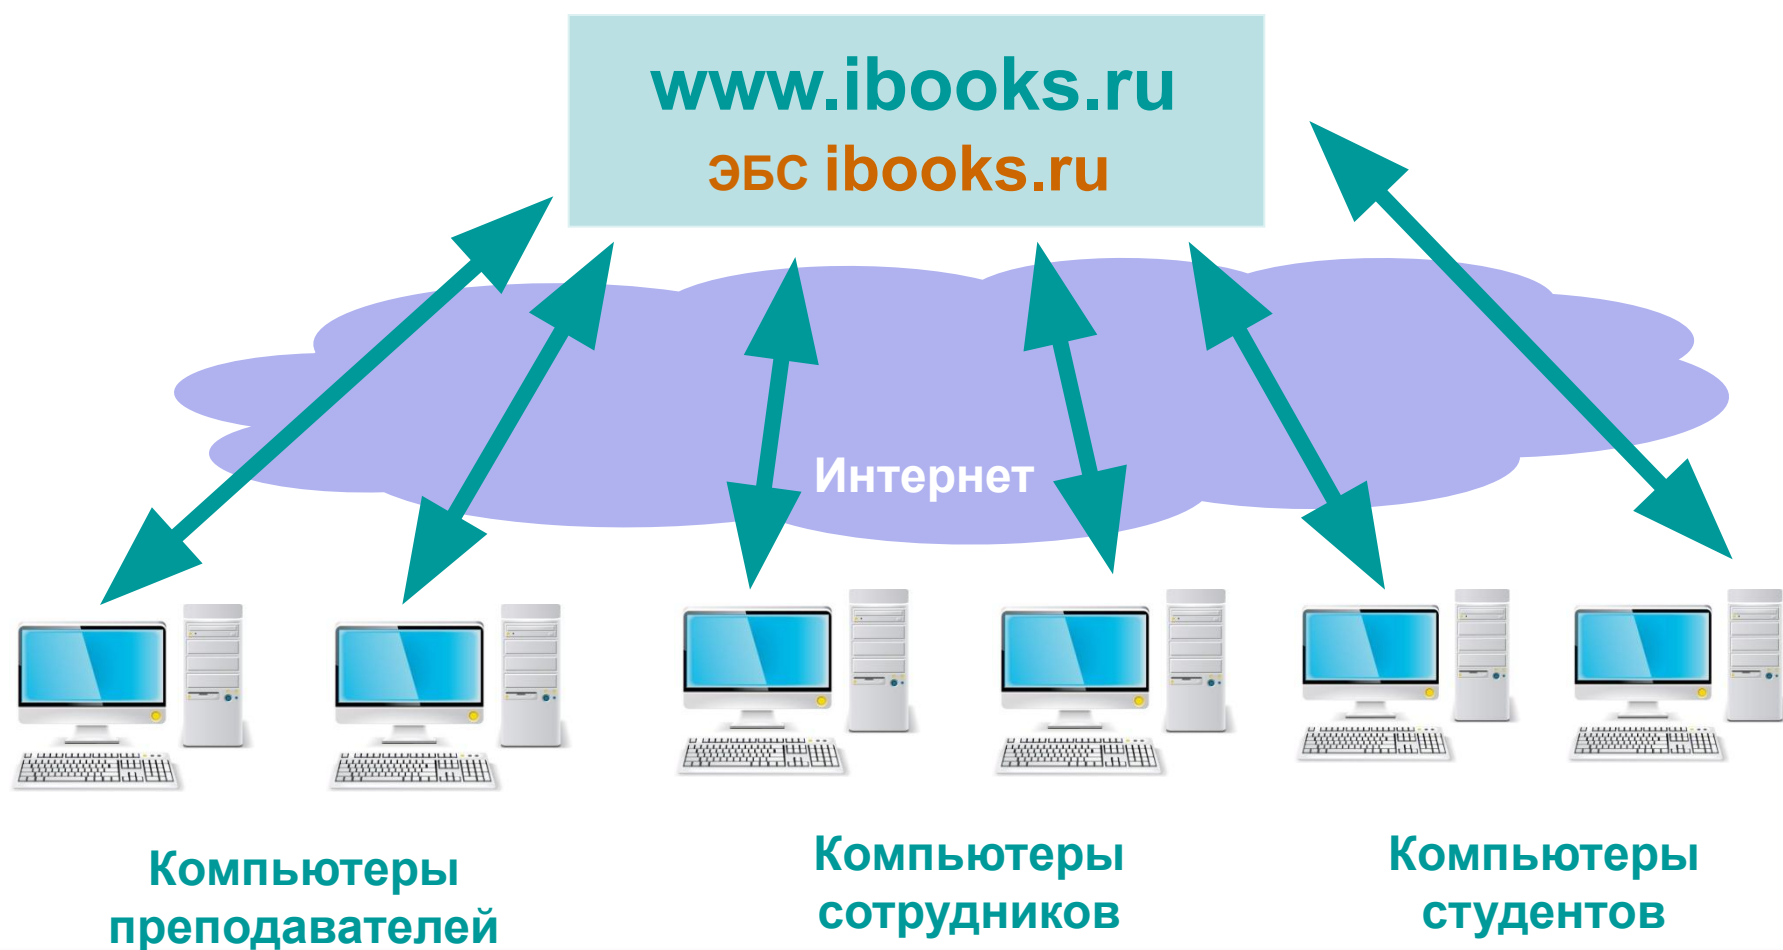 www.ibooks.ru
ЭБС ibooks.ru
Интернет
Компьютеры
преподавателей
Компьютеры
сотрудников
Компьютеры
студентов